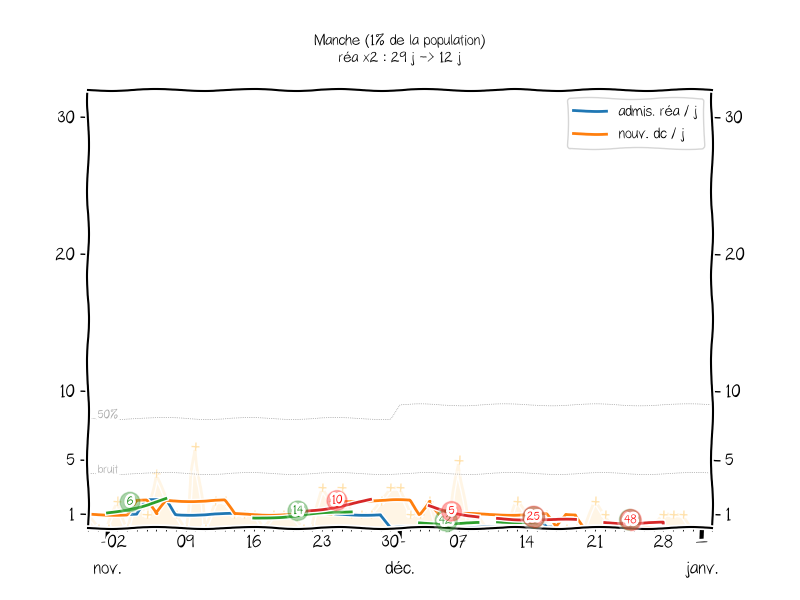 Manche (1% de la population)
réa x2 : 29 j -> 12 j
admis. réa / j
nouv. dc / j
30 30
20 20
10 10
50%
bruit
5 5
1 1
6 14 10 42 5 25 48
02 09 16 23 30 07 14 21 28
nov. déc. janv.